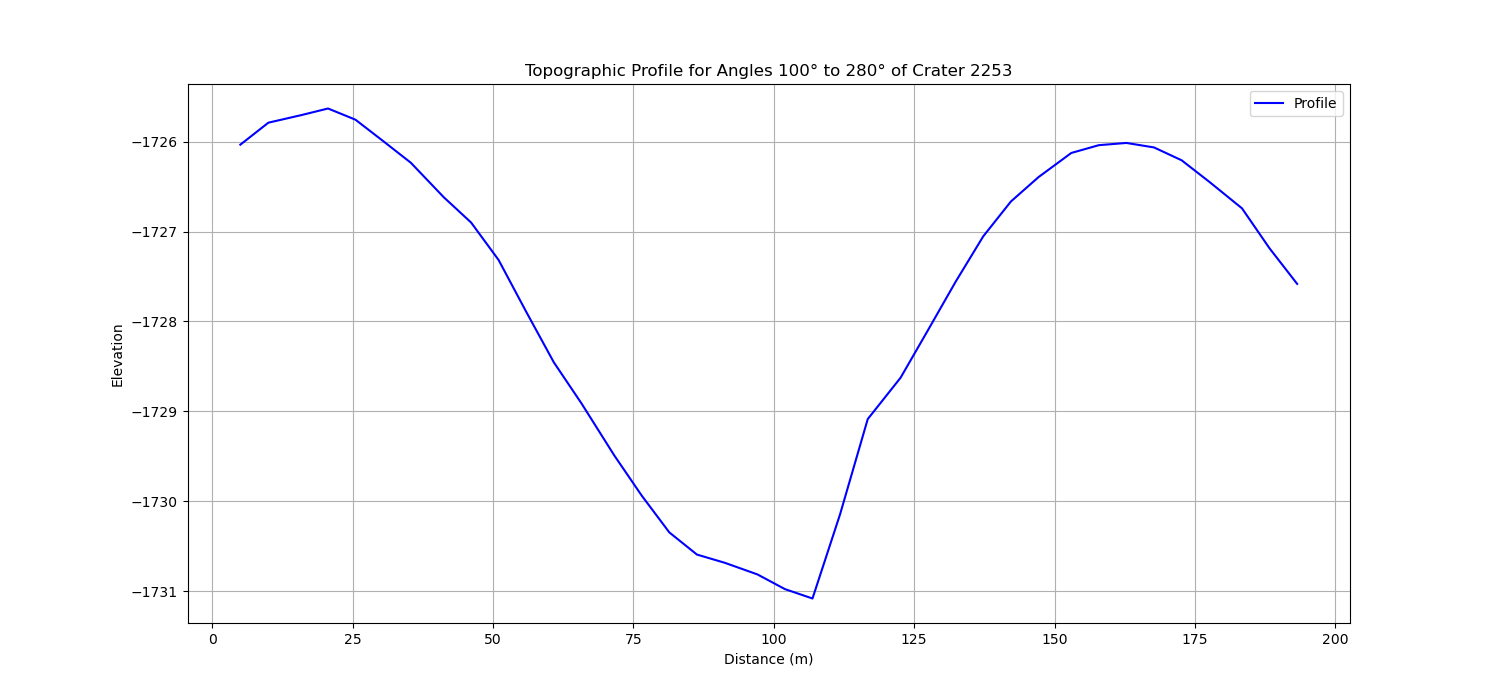 Topographic Profile for Angles 100° to 280° of Crater 2253
Profile
−1726
−1727
−1728
−1729
−1730
−1731
Elevation
0 25 50 75 100 125 150 175 200
Distance (m)